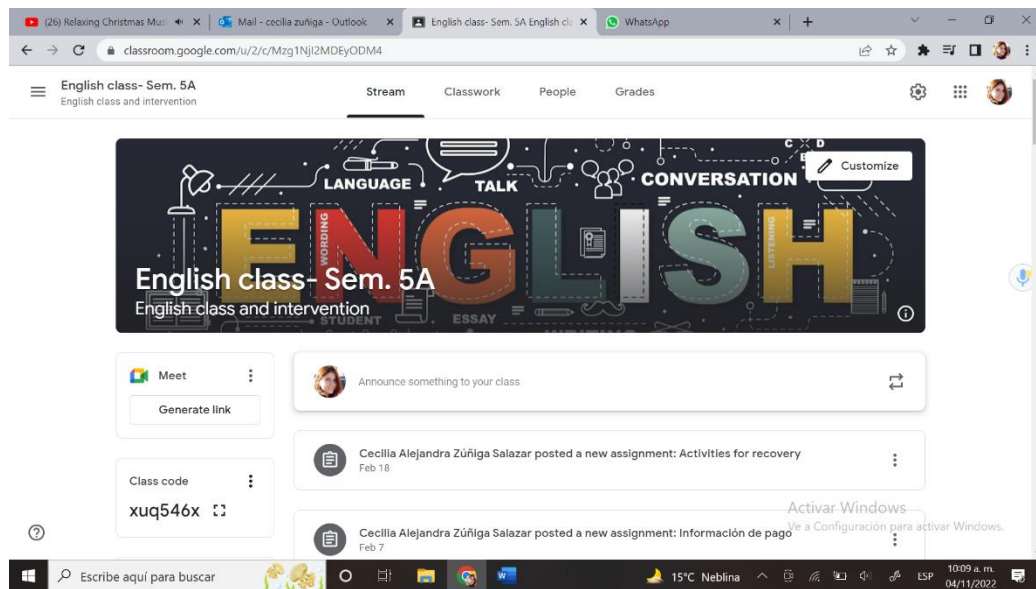 (26) Relaxing Christmas Musi
Mail - cecilia zuñiga - Outlook
English class- Sem. 5A English cla
WhatsApp
classroom.google.com/u/2/c/Mzg1NjI2MDEyODM4
English class- Sem. 5A
English class and intervention
Stream
Classwork
People
Grades
LANGUAGE
TALK
CONVERSATION
C
D
E
Customize
ENGLISH
WORDING
LISTENING
English class- Sem. 5A
English class and intervention
STUDENT
ESSAY
WRITING
Meet
Generate link
Announce something to your class
Cecilia Alejandra Zúñiga Salazar posted a new assignment: Activities for recovery
Feb 18
Class code
xuq546x
Cecilia Alejandra Zúñiga Salazar posted a new assignment: Información de pago
Feb 7
Activar Windows
Ve a Configuración para activar Windows.
Escribe aquí para buscar
15°C Neblina
ESP
10:09 a. m.
04/11/2022